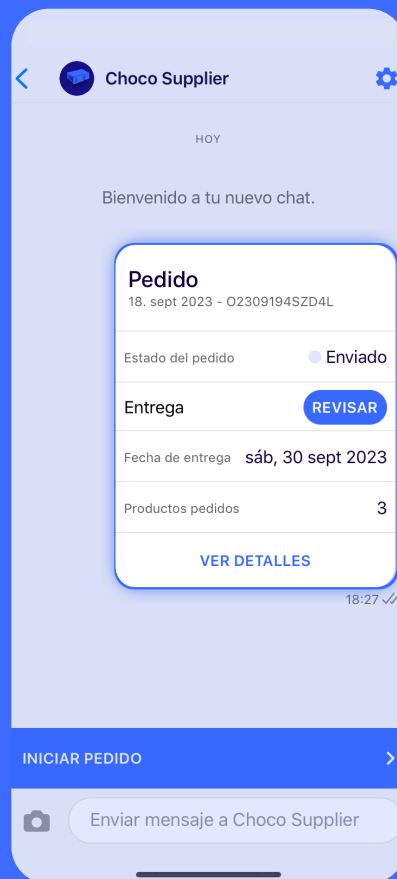 Choco Supplier
HOY
Bienvenido a tu nuevo chat.
Pedido
18. sept 2023 - O2309194SZD4L
Estado del pedido Enviado
Entrega REVISAR
Fecha de entrega sáb, 30 sept 2023
Productos pedidos 3
VER DETALLES
18:27
INICIAR PEDIDO
Enviar mensaje a Choco Supplier